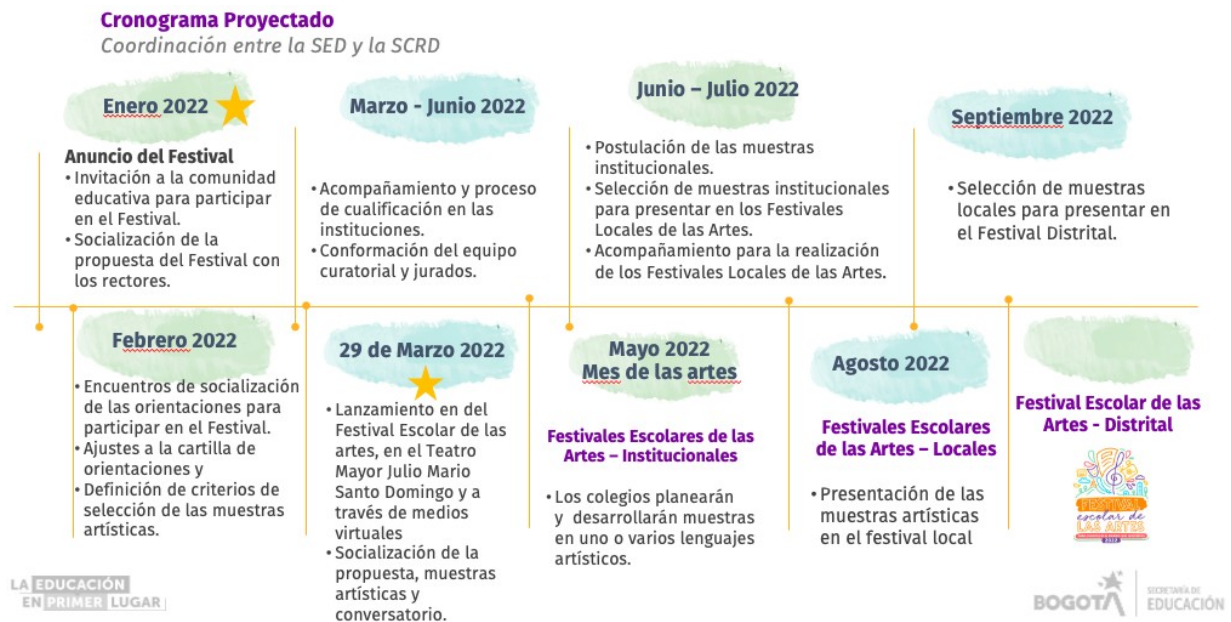 Cronograma Proyectado
Coordinación entre la SED y la SCRD
Enero 2022
Anuncio del Festival
• Invitación a la comunidad
educativa para participar
en el Festival.
• Socialización de la
propuesta del Festival con
los rectores.
Marzo - Junio 2022
• Acompañamiento y proceso
de cualificación en las
instituciones.
• Conformación del equipo
curatorial y jurados.
Junio – Julio 2022
• Postulación de las muestras
institucionales.
• Selección de muestras institucionales
para presentar en los Festivales
Locales de las Artes.
• Acompañamiento para la realización
de los Festivales Locales de las Artes.
Septiembre 2022
• Selección de muestras
locales para presentar en
el Festival Distrital.
Febrero 2022
• Encuentros de socialización
de las orientaciones para
participar en el Festival.
• Ajustes a la cartilla de
orientaciones y
• Definición de criterios de
selección de las muestras
artísticas.
29 de Marzo 2022
• Lanzamiento en del
Festival Escolar de las
artes, en el Teatro
Mayor Julio Mario
Santo Domingo y a
través de medios
virtuales
• Socialización de la
propuesta, muestras
artísticas y
conversatorio.
Mayo 2022
Mes de las artes
Festivales Escolares de las
Artes – Institucionales
• Los colegios planearán
y desarrollarán muestras
en uno o varios lenguajes
artísticos.
Agosto 2022
Festivales Escolares
de las Artes – Locales
• Presentación de las
muestras artísticas
en el festival local
Festival Escolar de las
Artes - Distrital
FESTIVAL
escolar de
LAS ARTES
LA EDUCACIÓN
EN PRIMER LUGAR
BOGOTÁ
SECRETARÍA DE
EDUCACIÓN